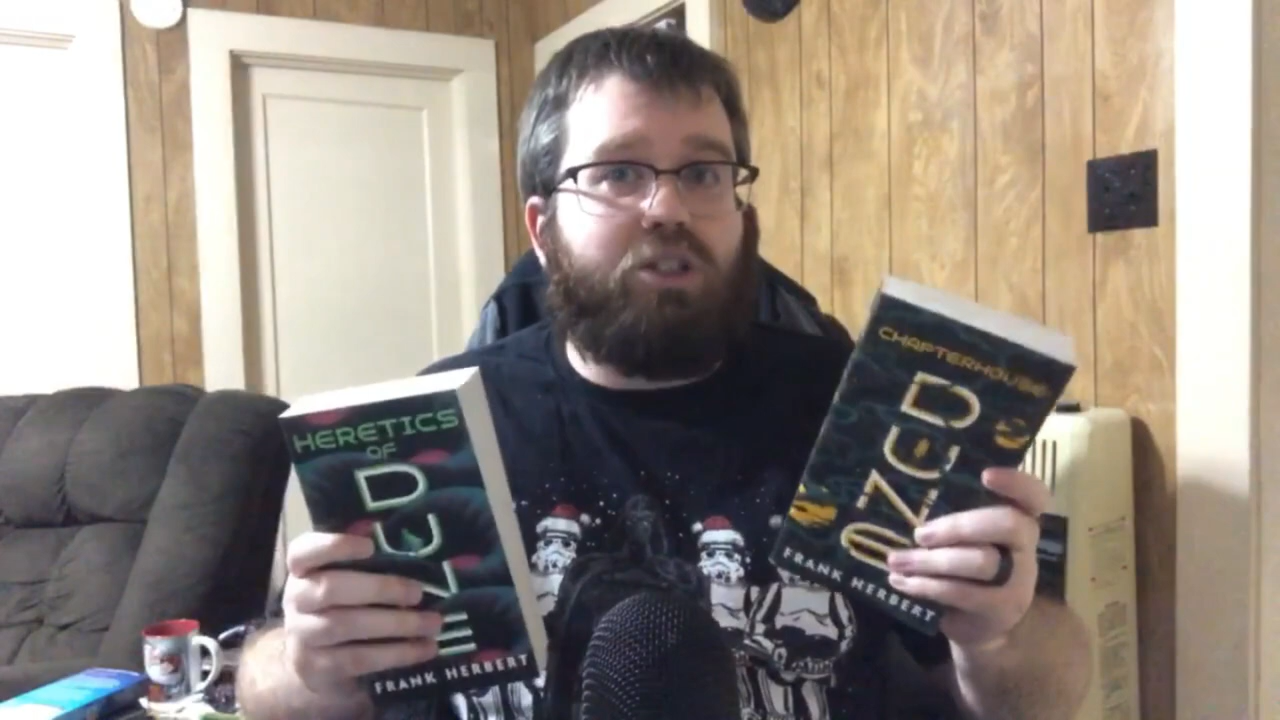 HERETICS
OF
DUNE
FRANK HERBERT
CHAPTERHOUSE
DUNE
FRANK HERBERT